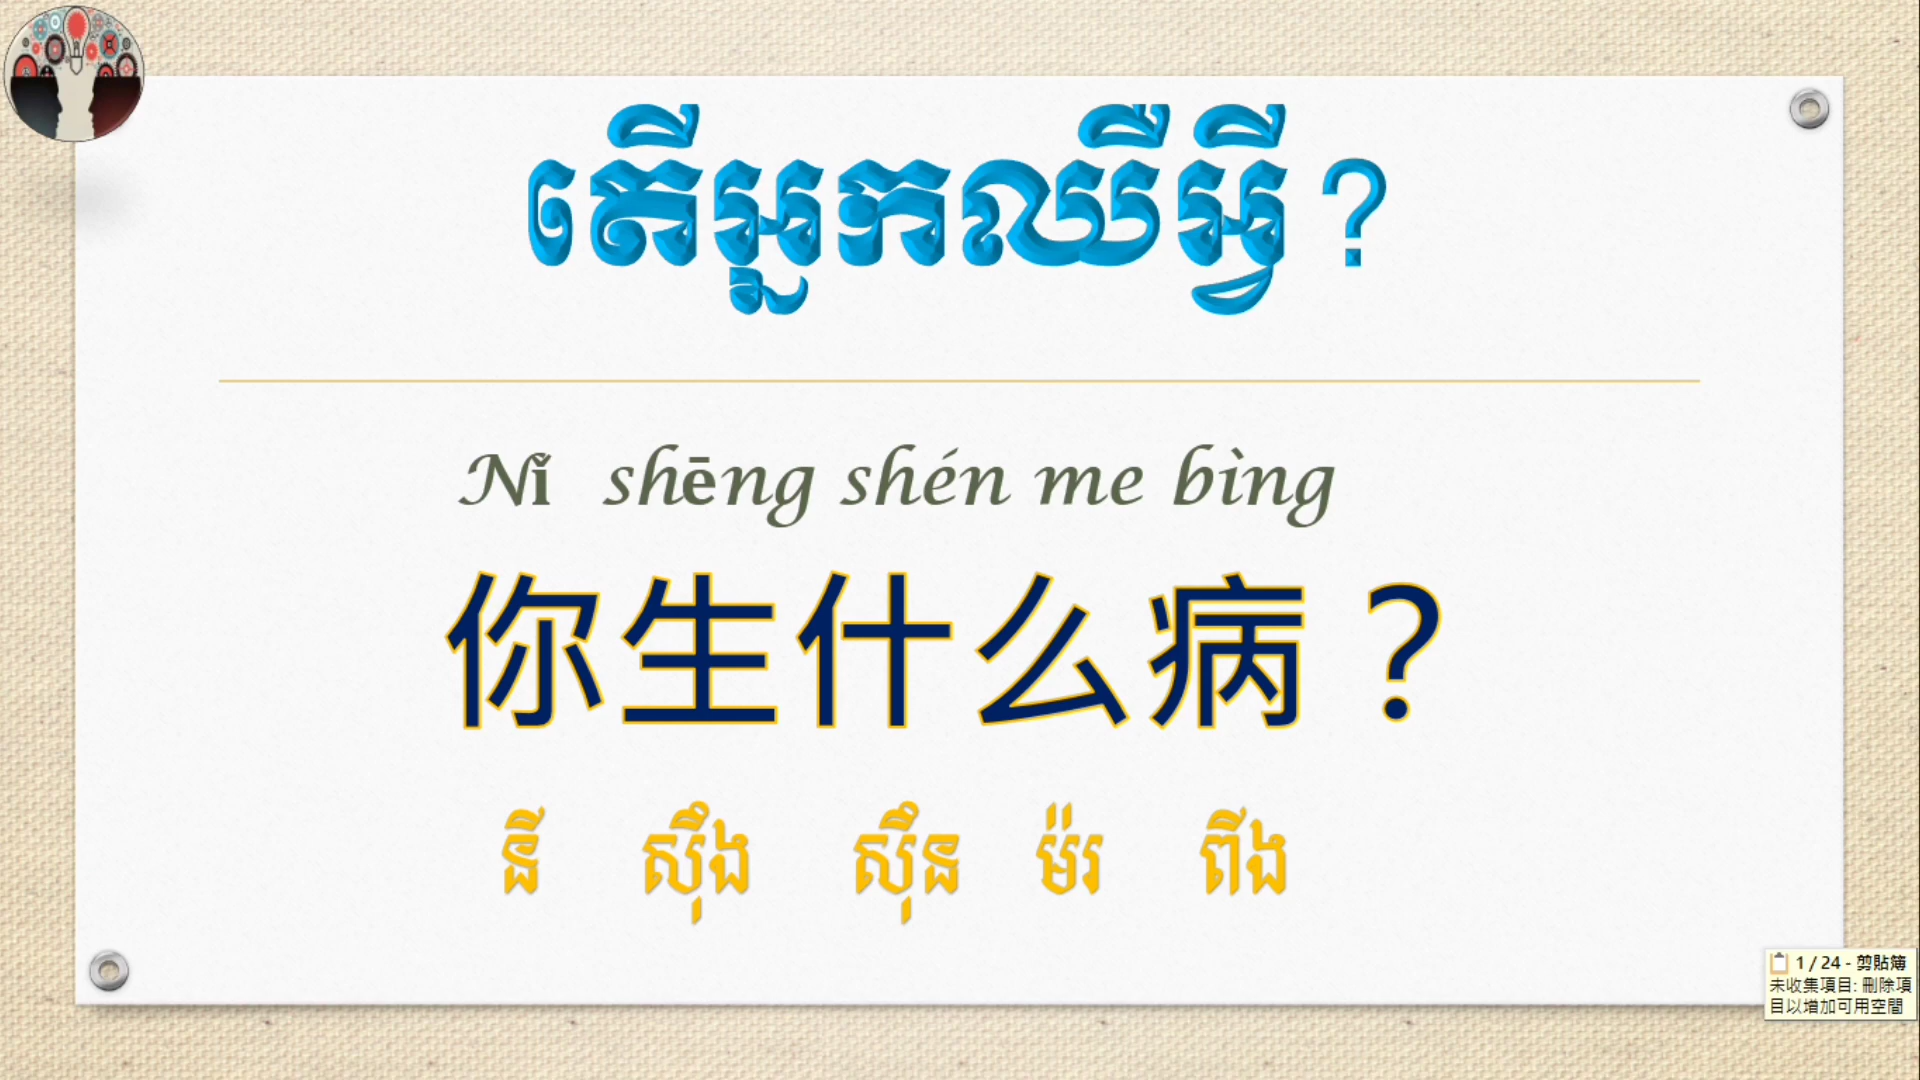 តើអ្នកឈឺអ្វី ?
Nǐ shēng shén me bìng
你生什么病？
នី ស៊ឹង ស៊ឹន ម៉រ ពីង
1 / 24 - 剪貼簿
未收集項目: 刪除項
目以增加可用空間